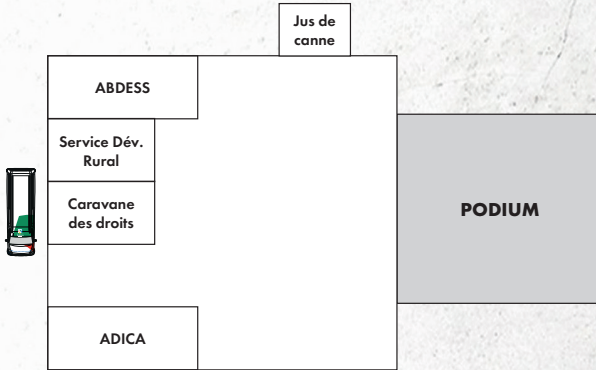 Jus de
canne
ABDESS
Service Dév.
Rural
Caravane
des droits
PODIUM
ADICA